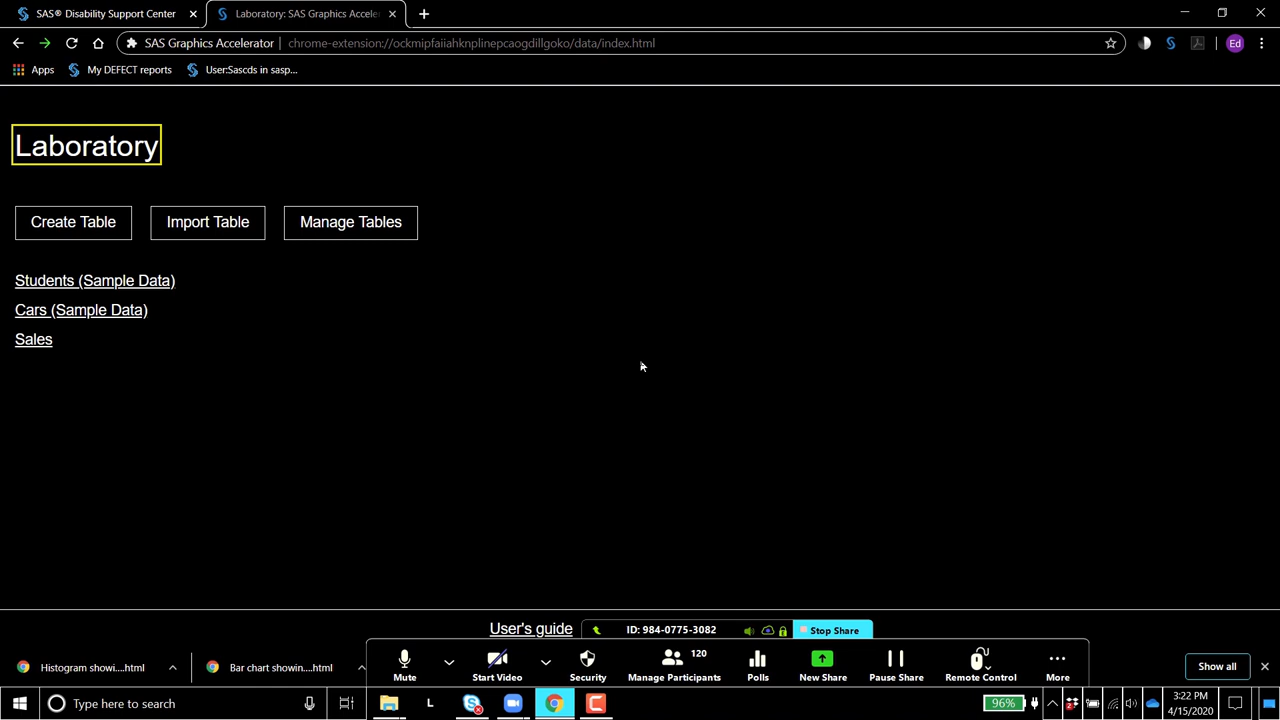 SAS® Disability Support Center
Laboratory: SAS Graphics Acceler
SAS Graphics Accelerator | chrome-extension://ockmipfaiiahknplinepcaogdillgoko/data/index.html
Ed
Apps My DEFECT reports User:Sascds in sasp...
Laboratory
Create Table Import Table Manage Tables
Students (Sample Data)
Cars (Sample Data)
Sales
User's guide ID: 984-0775-3082 Stop Share
Histogram showi....html Bar chart showin....html Show all
120
Mute Start Video Security Manage Participants Polls New Share Pause Share Remote Control More
Type here to search L 96% 3:22 PM
4/15/2020